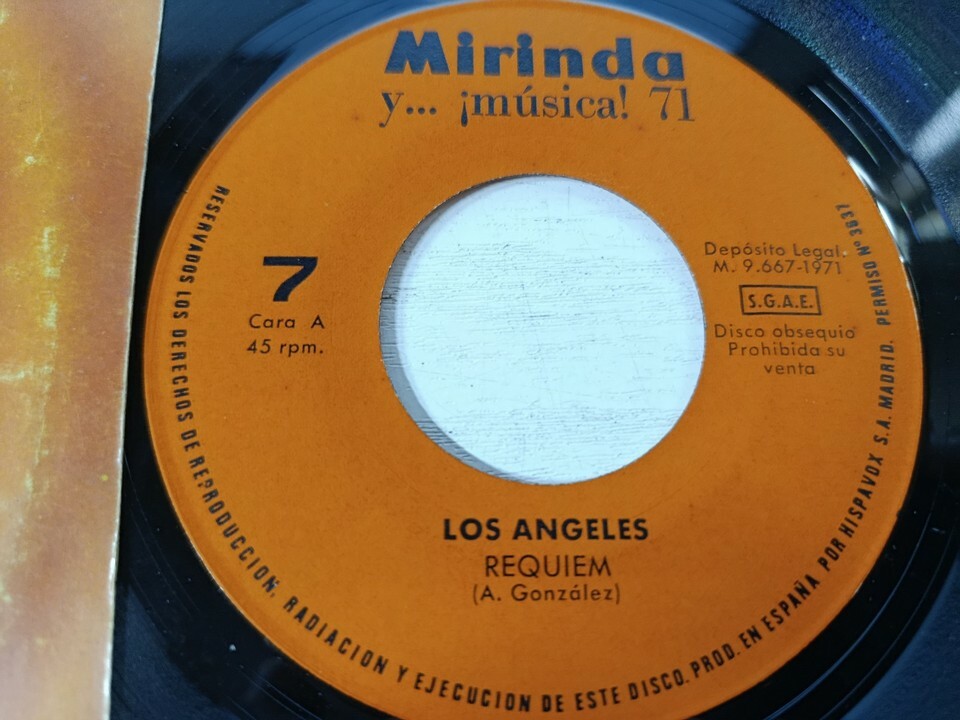 Mirinda
y... ¡música! 71
7
Cara A
45 rpm.
Depósito Legal.
M. 9.667-1971
S.G.A.E.
Disco obsequio
Prohibida su
venta
LOS ANGELES
REQUIEM
(A. González)
RESERVADOS LOS DERECHOS DE REPRODUCCION, RADIACION Y EJECUCION DE ESTE DISCO. PROD. EN ESPAÑA POR HISPAVOX S.A. MADRID. PERMISO Nº 3637